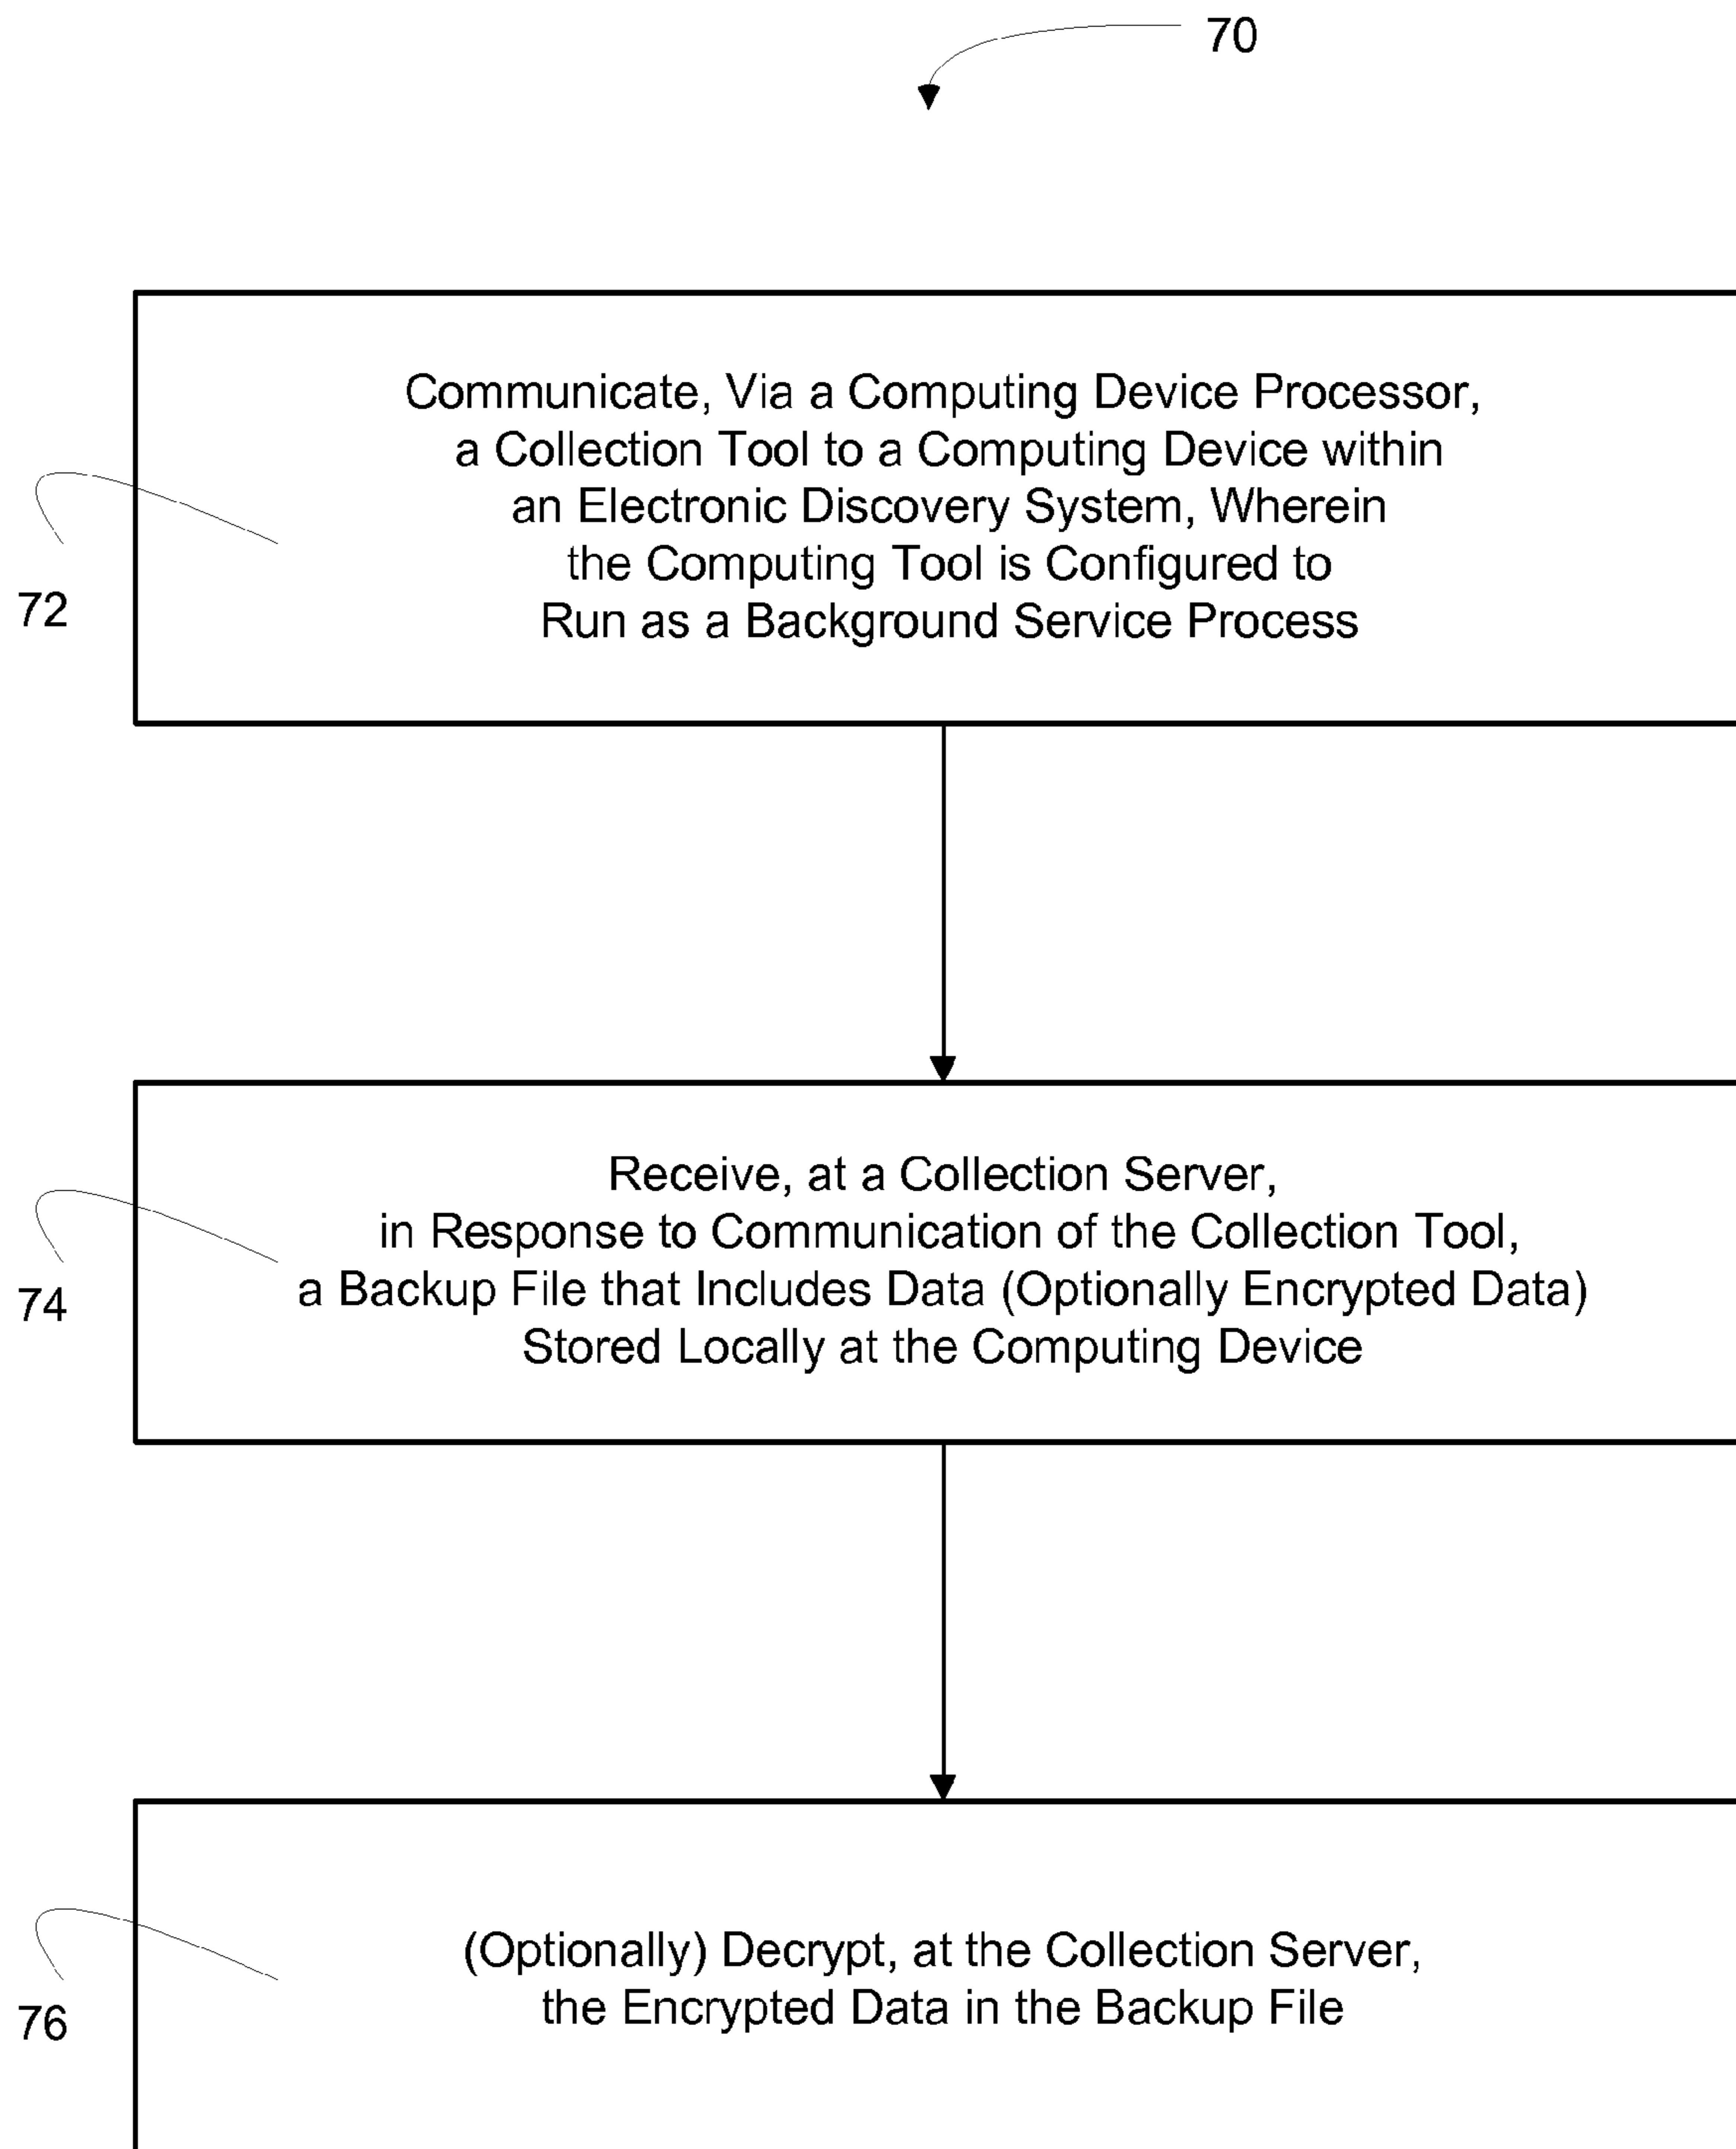 70
Communicate, Via a Computing Device Processor,
a Collection Tool to a Computing Device within
an Electronic Discovery System, Wherein
the Computing Tool is Configured to
Run as a Background Service Process
72
Receive, at a Collection Server,
in Response to Communication of the Collection Tool,
a Backup File that Includes Data (Optionally Encrypted Data)
Stored Locally at the Computing Device
74
(Optionally) Decrypt, at the Collection Server,
the Encrypted Data in the Backup File
76